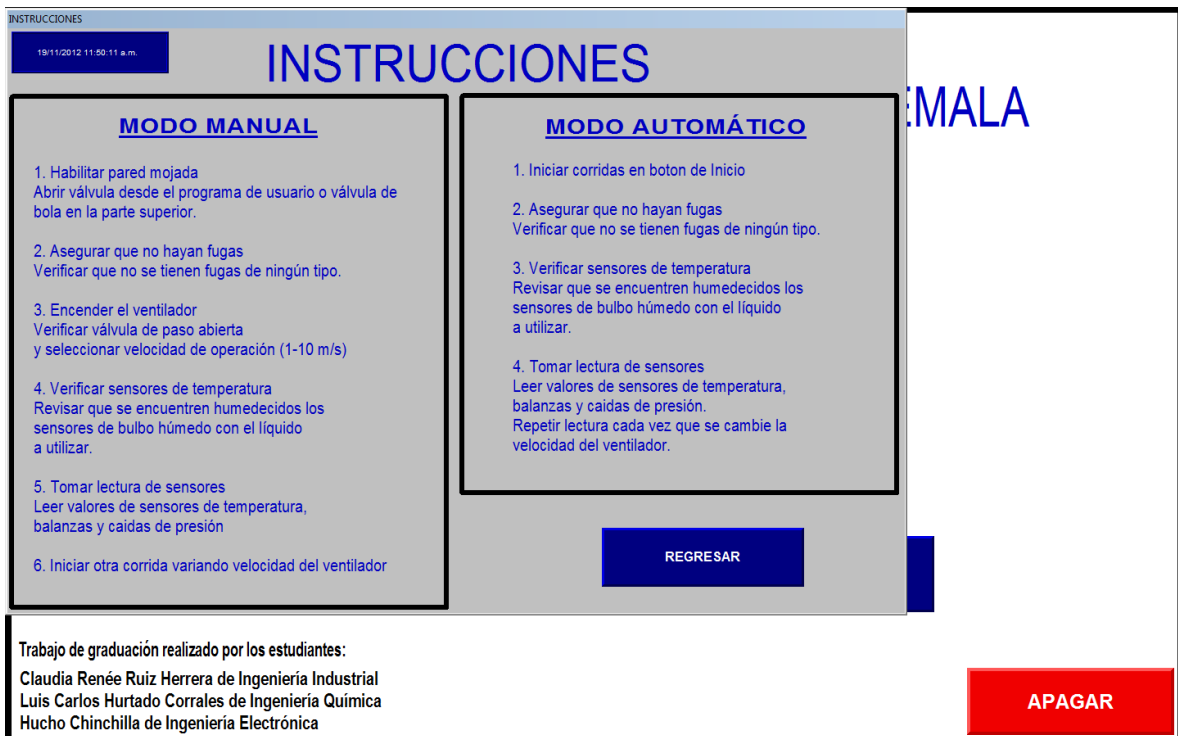 INSTRUCCIONES
19/11/2012 11:50:11 a.m.
INSTRUCCIONES
MODO MANUAL
1. Habilitar pared mojada
Abrir válvula desde el programa de usuario o válvula de
bola en la parte superior.
2. Asegurar que no hayan fugas
Verificar que no se tienen fugas de ningún tipo.
3. Encender el ventilador
Verificar válvula de paso abierta
y seleccionar velocidad de operación (1-10 m/s)
4. Verificar sensores de temperatura
Revisar que se encuentren humedecidos los
sensores de bulbo húmedo con el líquido
a utilizar.
5. Tomar lectura de sensores
Leer valores de sensores de temperatura,
balanzas y caidas de presión
6. Iniciar otra corrida variando velocidad del ventilador
MODO AUTOMÁTICO
1. Iniciar corridas en boton de Inicio
2. Asegurar que no hayan fugas
Verificar que no se tienen fugas de ningún tipo.
3. Verificar sensores de temperatura
Revisar que se encuentren humedecidos los
sensores de bulbo húmedo con el líquido
a utilizar.
4. Tomar lectura de sensores
Leer valores de sensores de temperatura,
balanzas y caidas de presión.
Repetir lectura cada vez que se cambie la
velocidad del ventilador.
REGRESAR
EMALA
Trabajo de graduación realizado por los estudiantes:
Claudia Renée Ruiz Herrera de Ingeniería Industrial
Luis Carlos Hurtado Corrales de Ingeniería Química
Hucho Chinchilla de Ingeniería Electrónica
APAGAR